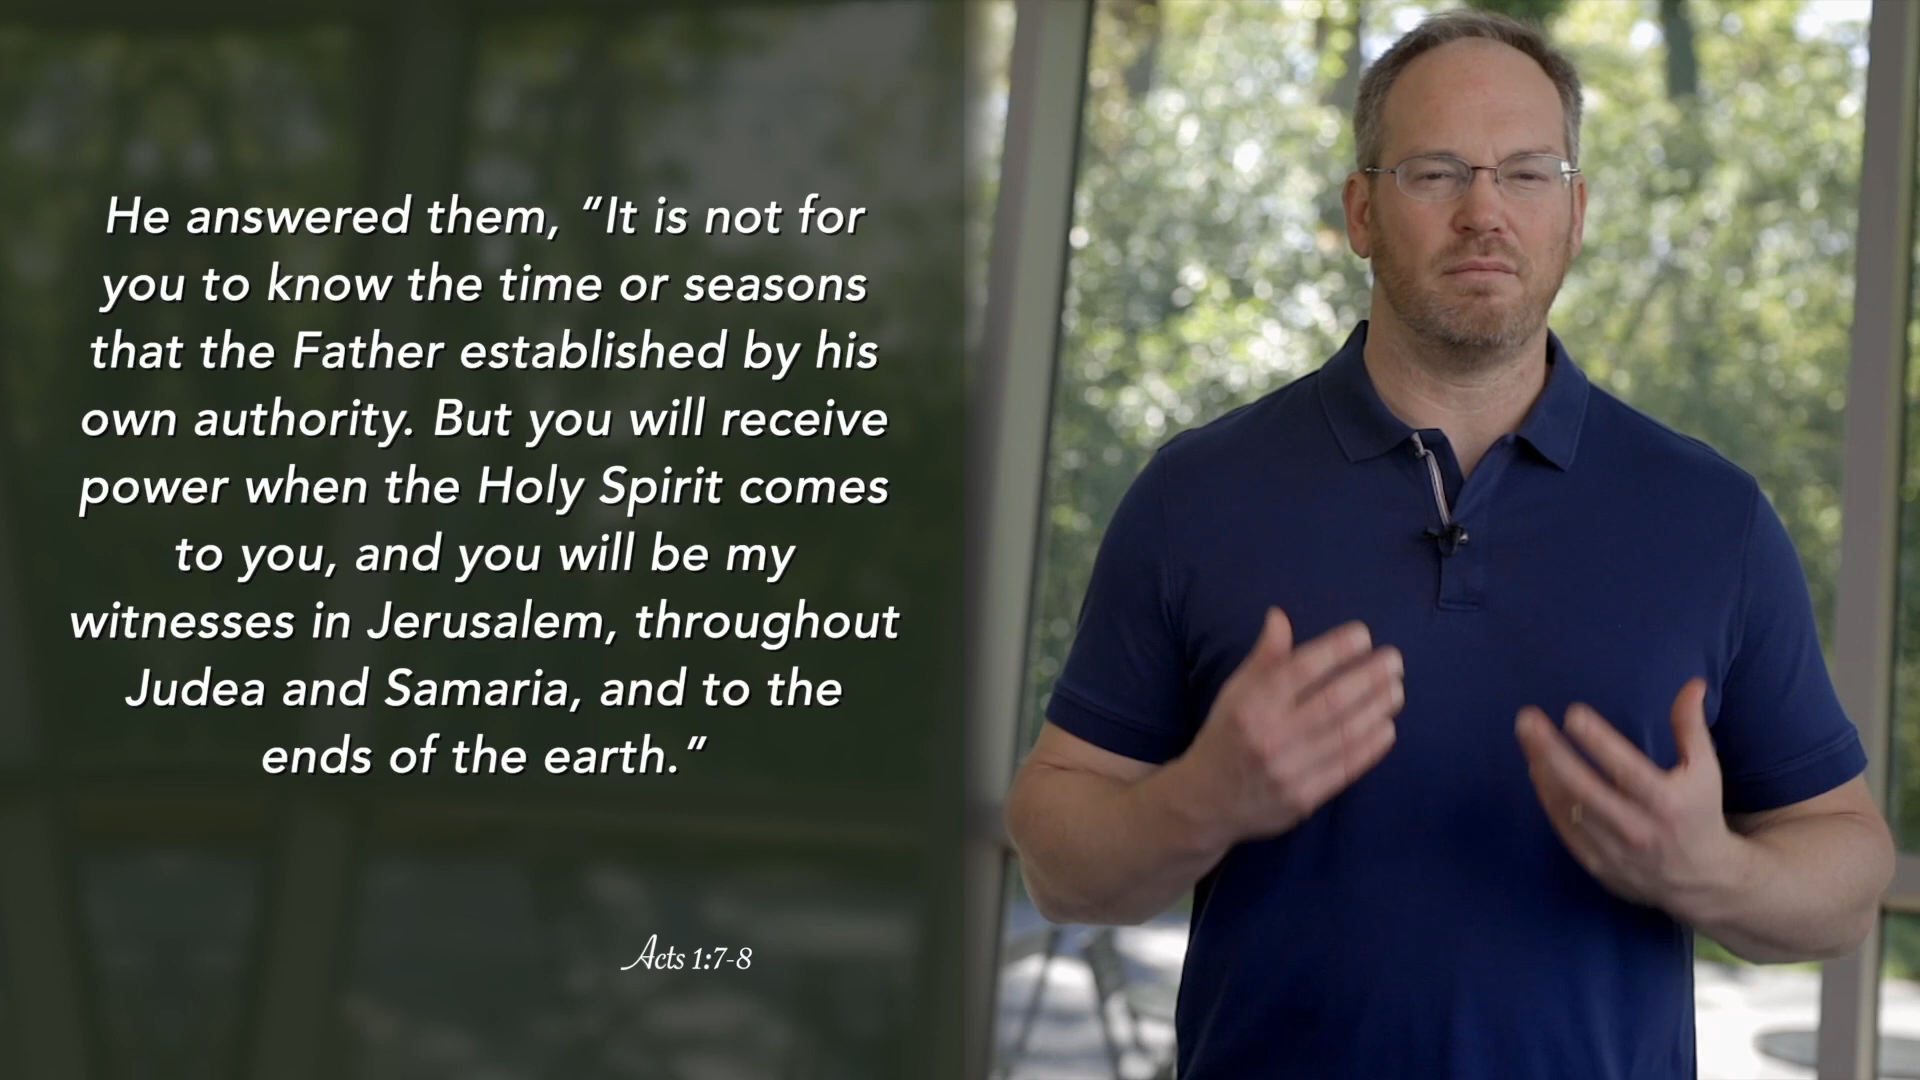 He answered them, “It is not for
you to know the time or seasons
that the Father established by his
own authority. But you will receive
power when the Holy Spirit comes
to you, and you will be my
witnesses in Jerusalem, throughout
Judea and Samaria, and to the
ends of the earth.”
Acts 1:7-8